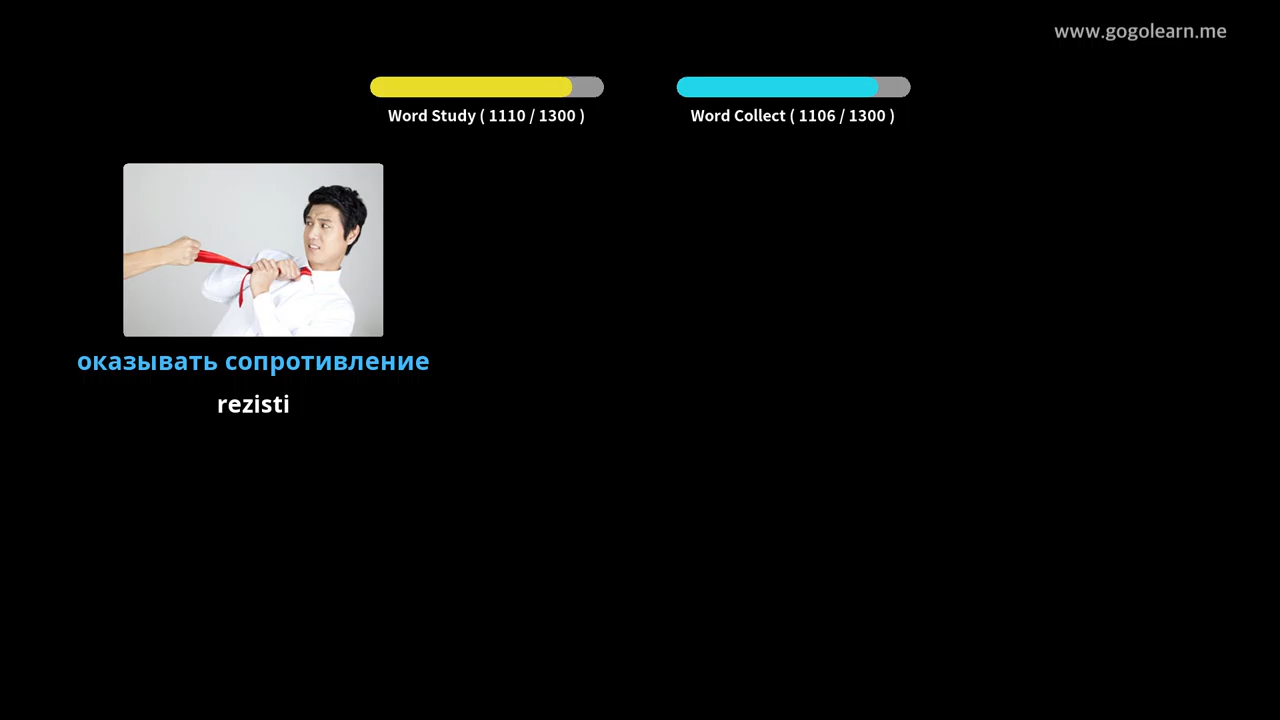 www.gogolearn.me
Word Study ( 1110 / 1300 )
Word Collect ( 1106 / 1300 )
оказывать сопротивление
rezisti